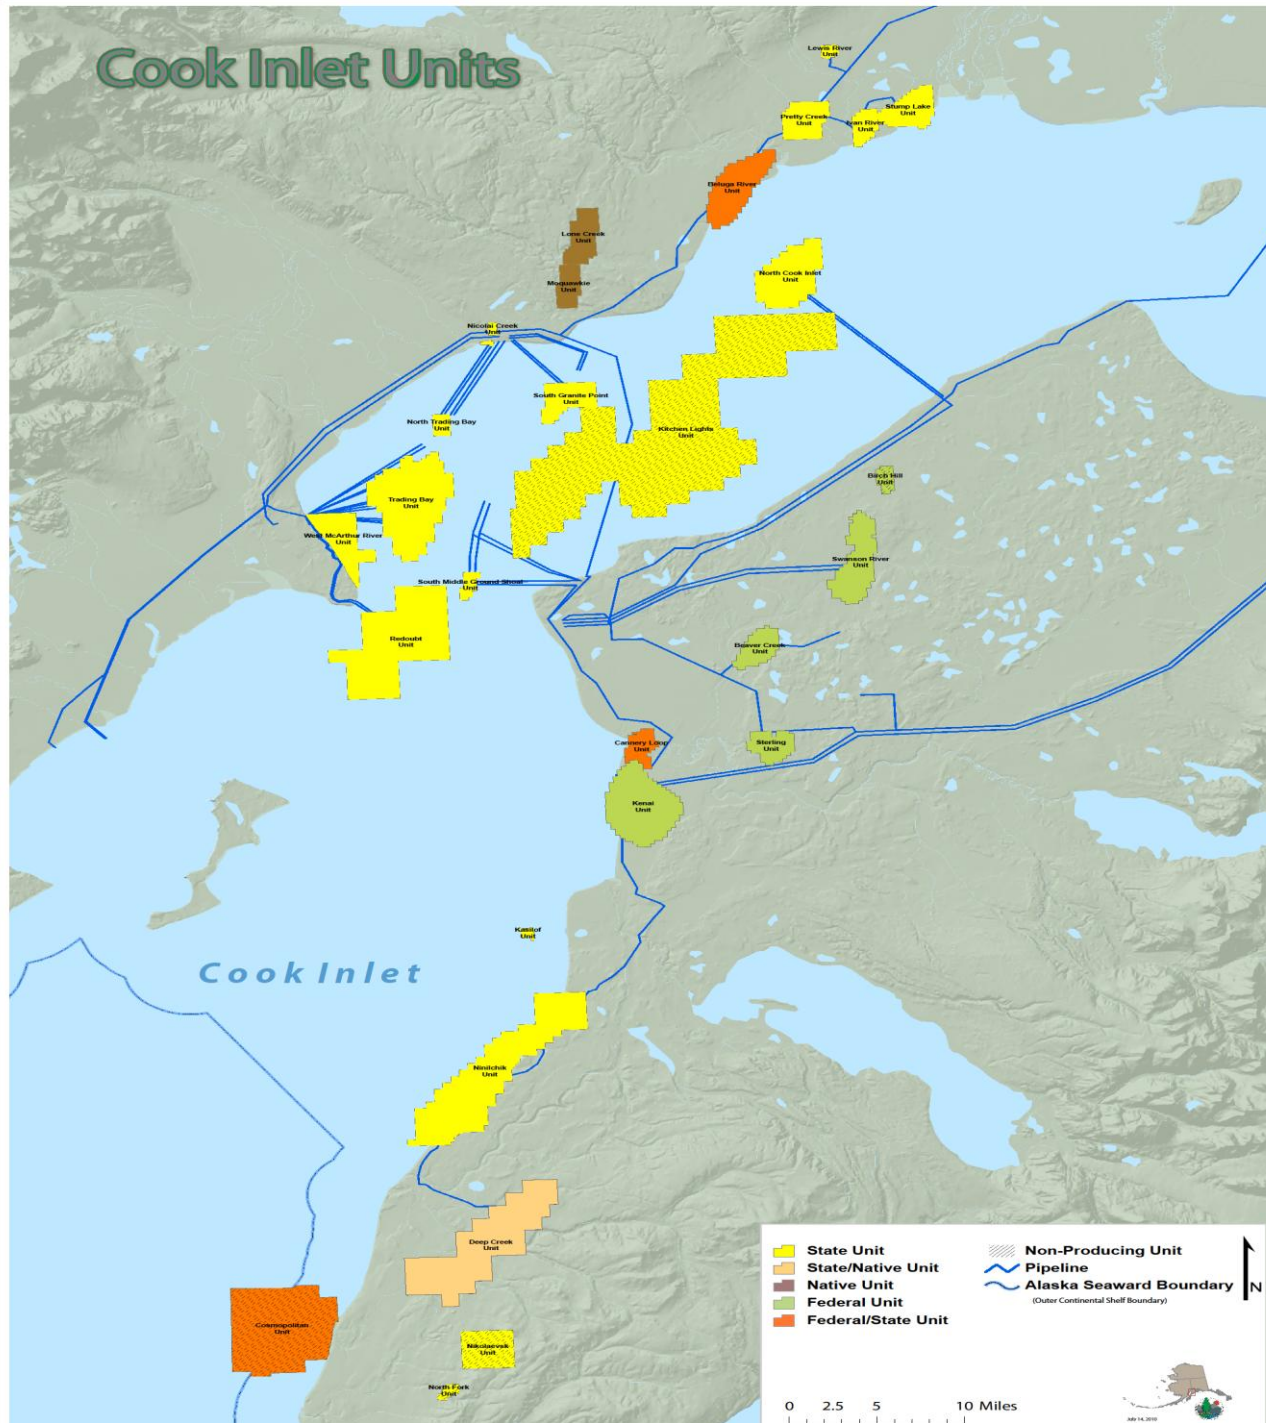 Cook Inlet Units
Lewis River
Unit
Stump Lake
Unit
Pretty Creek
Unit
Ivan River
Unit
Beluga River
Unit
Lone Creek
Unit
Moquawkie
Unit
North Cook Inlet
Unit
Nicolai Creek
Unit
South Granite Point
Unit
North Trading Bay
Unit
Kitchen Lights
Unit
Birch Hill
Unit
Trading Bay
Unit
West McArthur River
Unit
Swanson River
Unit
South Middle Ground Shoal
Unit
Redoubt
Unit
Beaver Creek
Unit
Cannery Loop
Unit
Sterling
Unit
Kenai
Unit
Kasilof
Unit
Cook Inlet
Ninilchik
Unit
Deep Creek
Unit
Cosmopolitan
Unit
Nikolaevsk
Unit
North Fork
Unit
State Unit
State/Native Unit
Native Unit
Federal Unit
Federal/State Unit
Non-Producing Unit
Pipeline
Alaska Seaward Boundary
(Outer Continental Shelf Boundary)
N
0 2.5 5 10 Miles
July 14, 2010